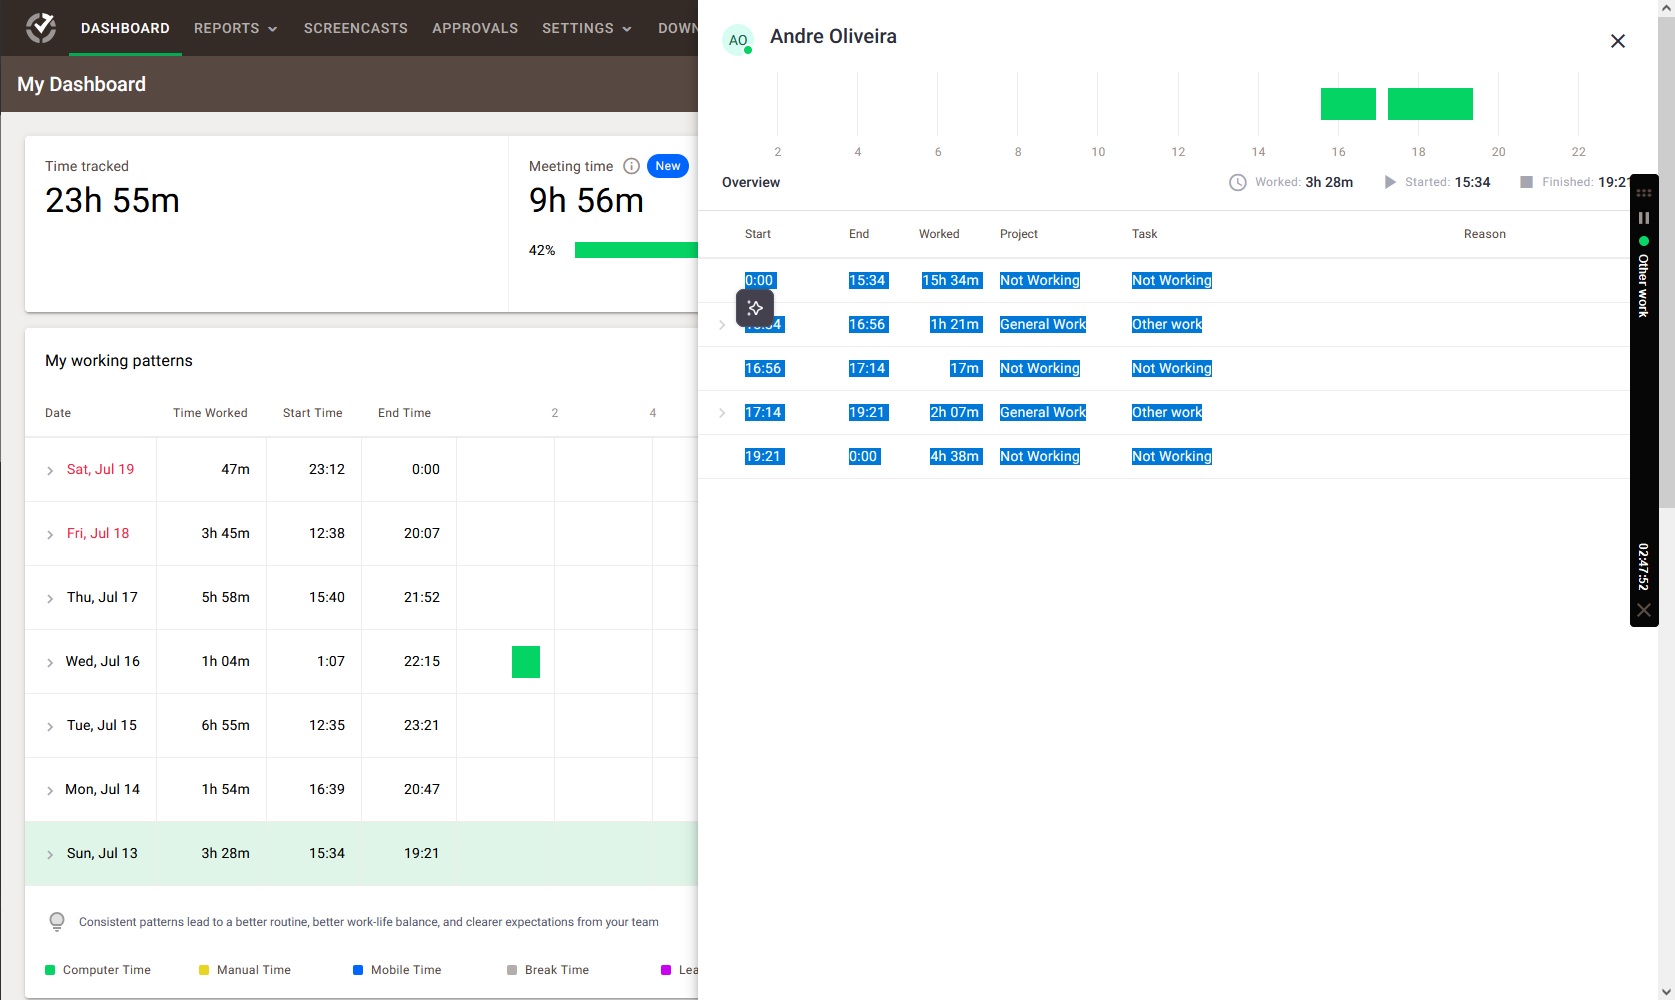 DASHBOARD REPORTS SCREENCASTS APPROVALS SETTINGS DOWN
My Dashboard
Time tracked
23h 55m
Meeting time New
9h 56m
42%
My working patterns
Date Time Worked Start Time End Time 2 4
Sat, Jul 19 47m 23:12 0:00
Fri, Jul 18 3h 45m 12:38 20:07
Thu, Jul 17 5h 58m 15:40 21:52
Wed, Jul 16 1h 04m 1:07 22:15
Tue, Jul 15 6h 55m 12:35 23:21
Mon, Jul 14 1h 54m 16:39 20:47
Sun, Jul 13 3h 28m 15:34 19:21
Consistent patterns lead to a better routine, better work-life balance, and clearer expectations from your team
Computer Time Manual Time Mobile Time Break Time Lea
AO Andre Oliveira
2 4 6 8 10 12 14 16 18 20 22
Overview Worked: 3h 28m Started: 15:34 Finished: 19:21
Start End Worked Project Task Reason
0:00 15:34 15h 34m Not Working Not Working
16:56 1h 21m General Work Other work
16:56 17:14 17m Not Working Not Working
17:14 19:21 2h 07m General Work Other work
19:21 0:00 4h 38m Not Working Not Working
Other work
02:47:52